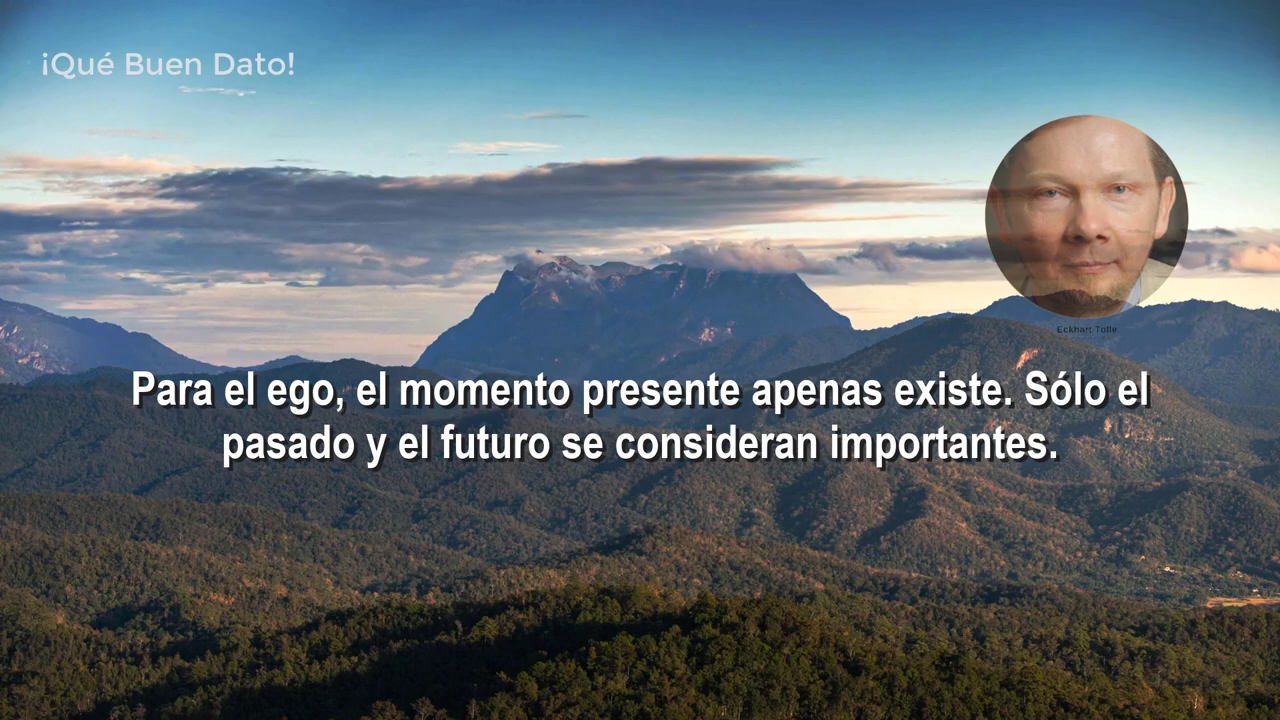 ¡Qué Buen Dato!
Eckhart Tolle
Para el ego, el momento presente apenas existe. Sólo el
pasado y el futuro se consideran importantes.